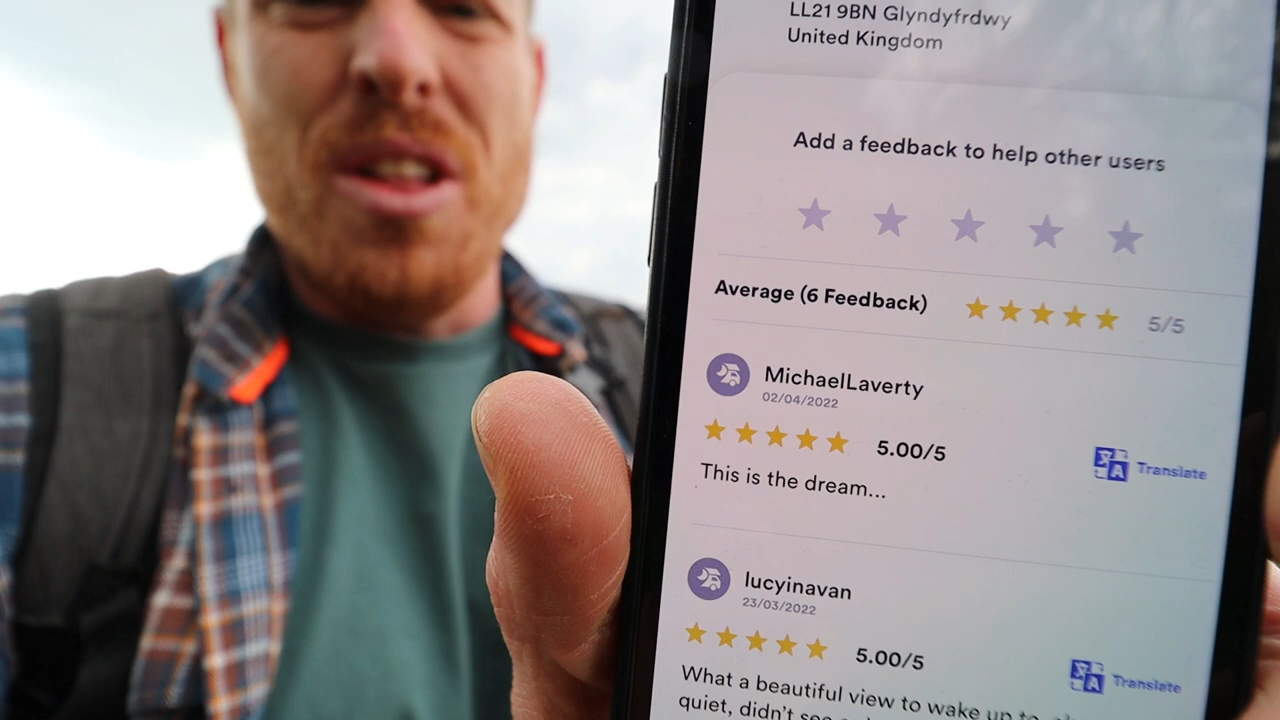 LL21 9BN Glyndyfrdwy
United Kingdom
Add a feedback to help other users
Average (6 Feedback) 5/5
MichaelLaverty
02/04/2022
5.00/5
Translate
This is the dream...
lucyinavan
23/03/2022
5.00/5
Translate
What a beautiful view to wake up to
quiet, didn't see